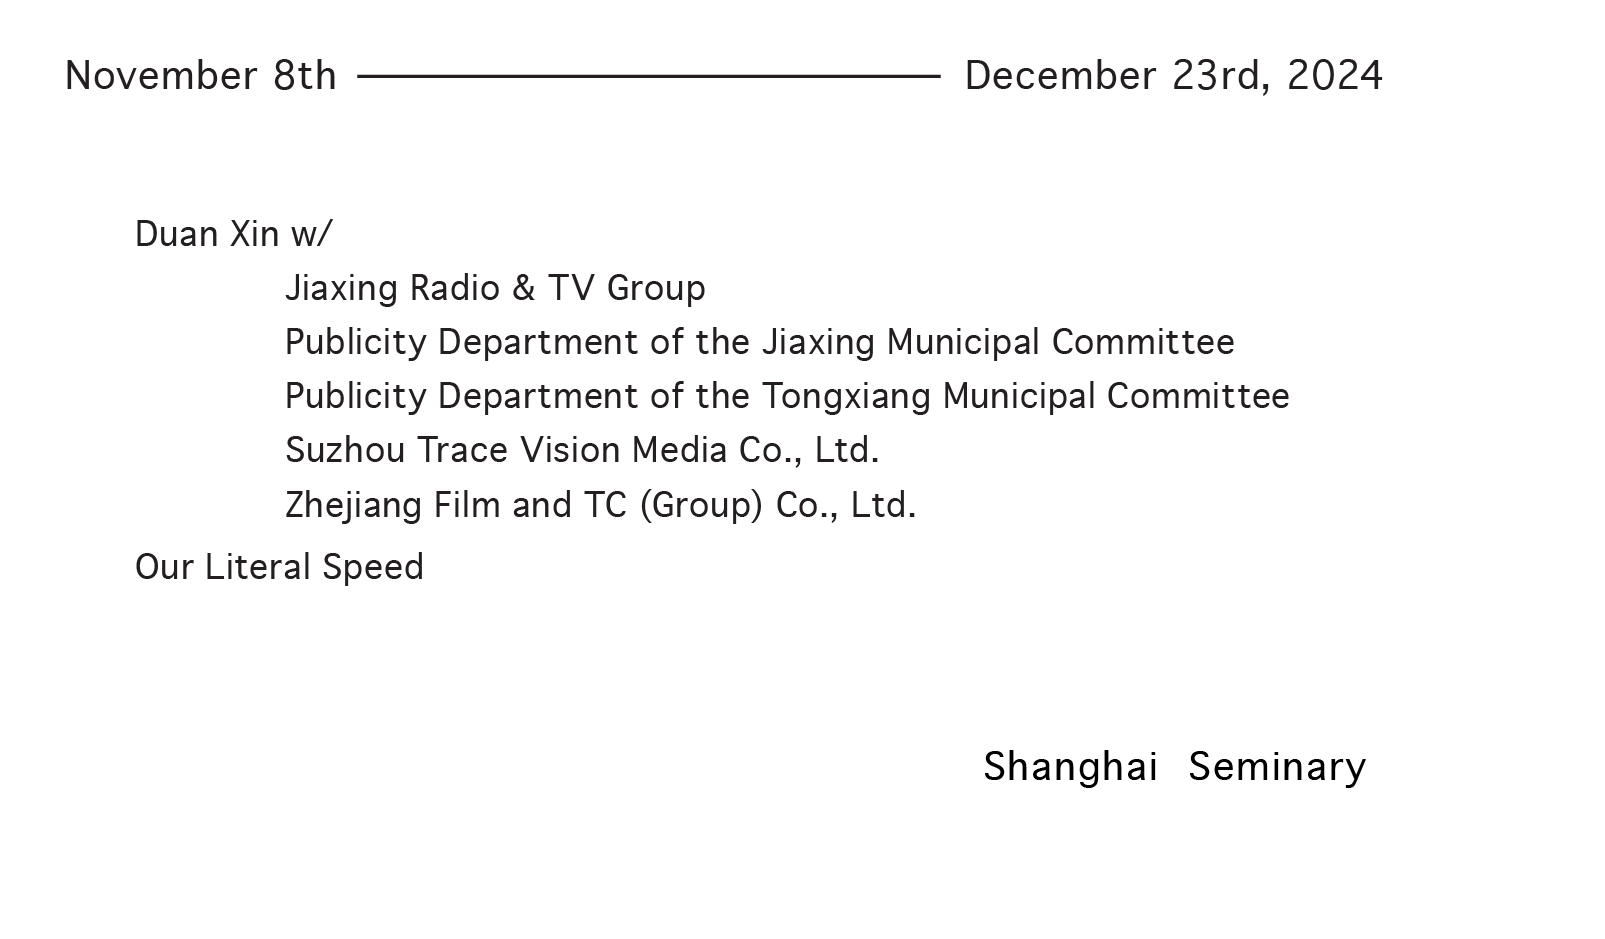 November 8th — December 23rd, 2024
Duan Xin w/
Jiaxing Radio & TV Group
Publicity Department of the Jiaxing Municipal Committee
Publicity Department of the Tongxiang Municipal Committee
Suzhou Trace Vision Media Co., Ltd.
Zhejiang Film and TC (Group) Co., Ltd.
Our Literal Speed
Shanghai Seminary